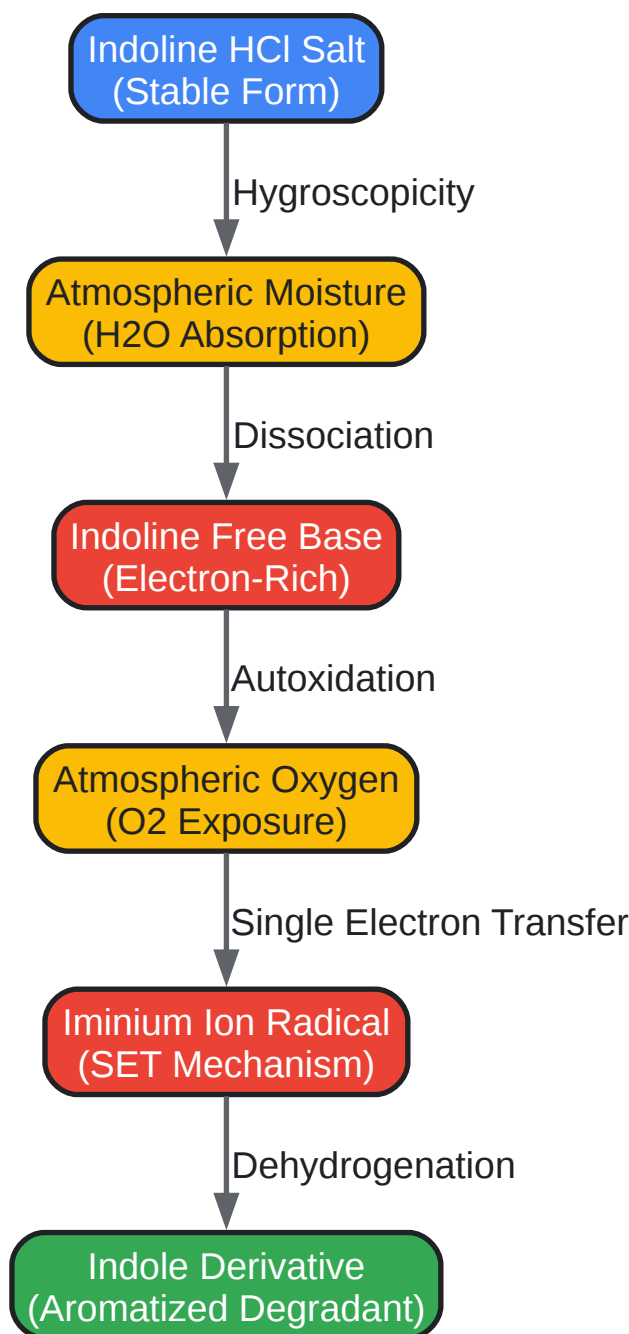 Indoline HCl Salt
(Stable Form)
Hygroscopicity
Atmospheric Moisture
(H2O Absorption)
Dissociation
Indoline Free Base
(Electron-Rich)
Autoxidation
Atmospheric Oxygen
(O2 Exposure)
Single Electron Transfer
Iminium Ion Radical
(SET Mechanism)
Dehydrogenation
Indole Derivative
(Aromatized Degradant)